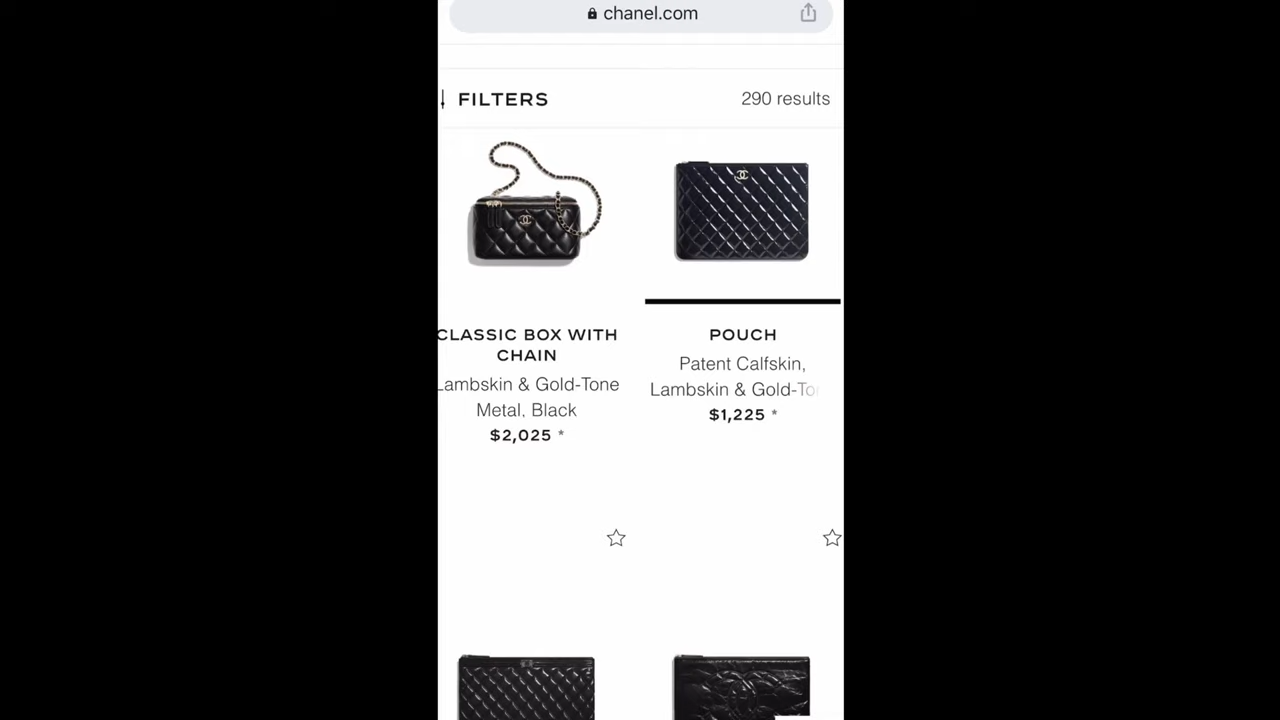 chanel.com
FILTERS
290 results
CLASSIC BOX WITH
CHAIN
Lambskin & Gold-Tone
Metal, Black
$2,025 *
POUCH
Patent Calfskin,
Lambskin & Gold-To
$1,225 *